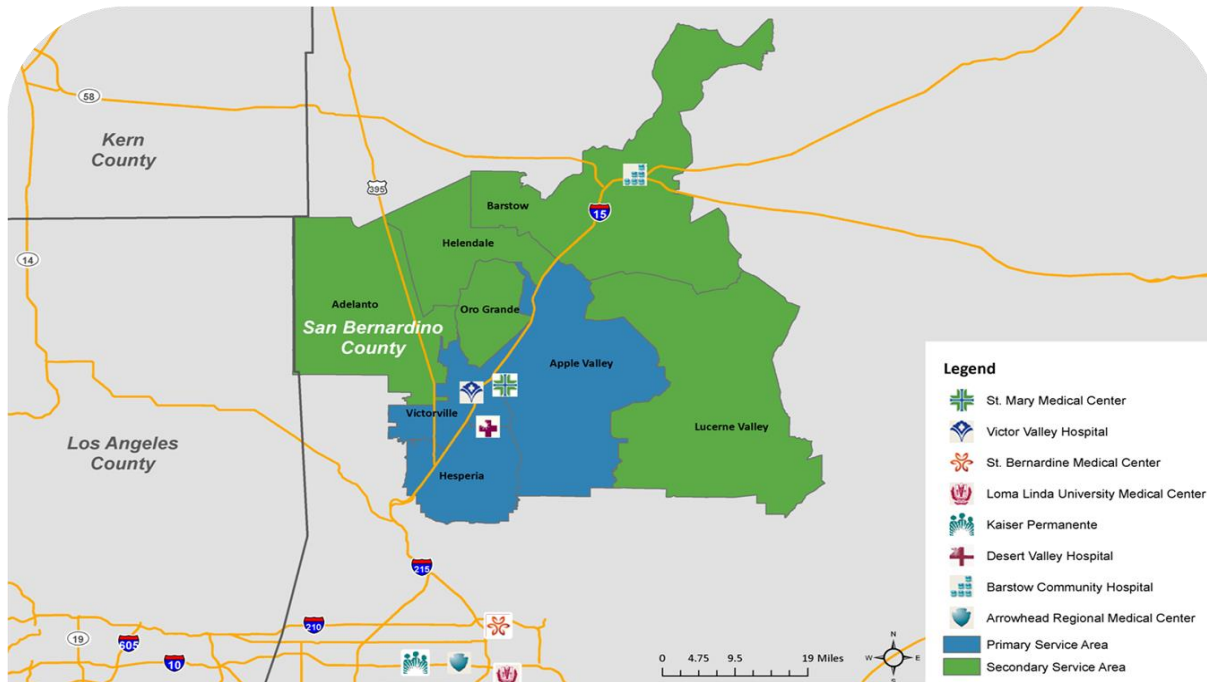 58
Kern
County
395
Barstow
15
Helendale
14
Adelanto
Oro Grande
San Bernardino
County
Apple Valley
Victorville
Lucerne Valley
Los Angeles
County
Hesperia
215
210
19
605
10
0 4.75 9.5 19 Miles
N
W E
S
Legend
St. Mary Medical Center
Victor Valley Hospital
St. Bernardine Medical Center
Loma Linda University Medical Center
Kaiser Permanente
Desert Valley Hospital
Barstow Community Hospital
Arrowhead Regional Medical Center
Primary Service Area
Secondary Service Area